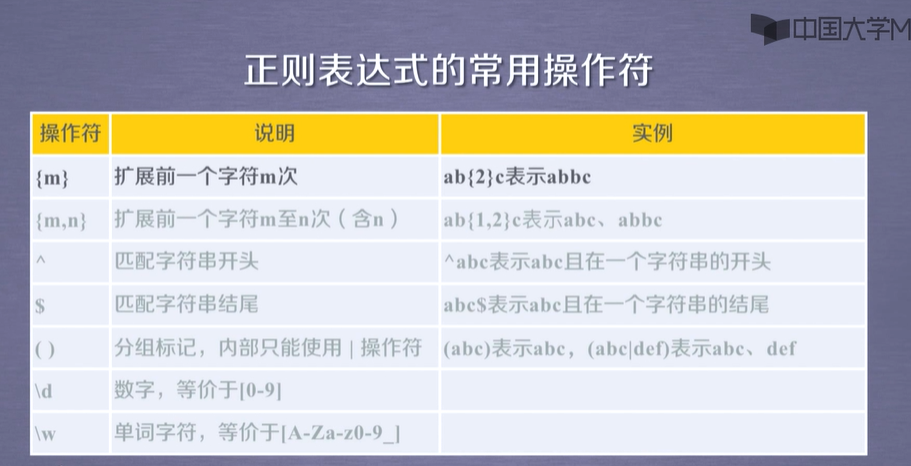 中国大学M
正则表达式的常用操作符
操作符 说明 实例
{m} 扩展前一个字符m次 ab{2}c表示abbc
{m,n} 扩展前一个字符m至n次（含n） ab{1,2}c表示abc、abbc
^ 匹配字符串开头 ^abc表示abc且在一个字符串的开头
$ 匹配字符串结尾 abc$表示abc且在一个字符串的结尾
( ) 分组标记，内部只能使用 | 操作符 (abc)表示abc，(abc|def)表示abc、def
\d 数字，等价于[0-9]
\w 单词字符，等价于[A-Za-z0-9_]